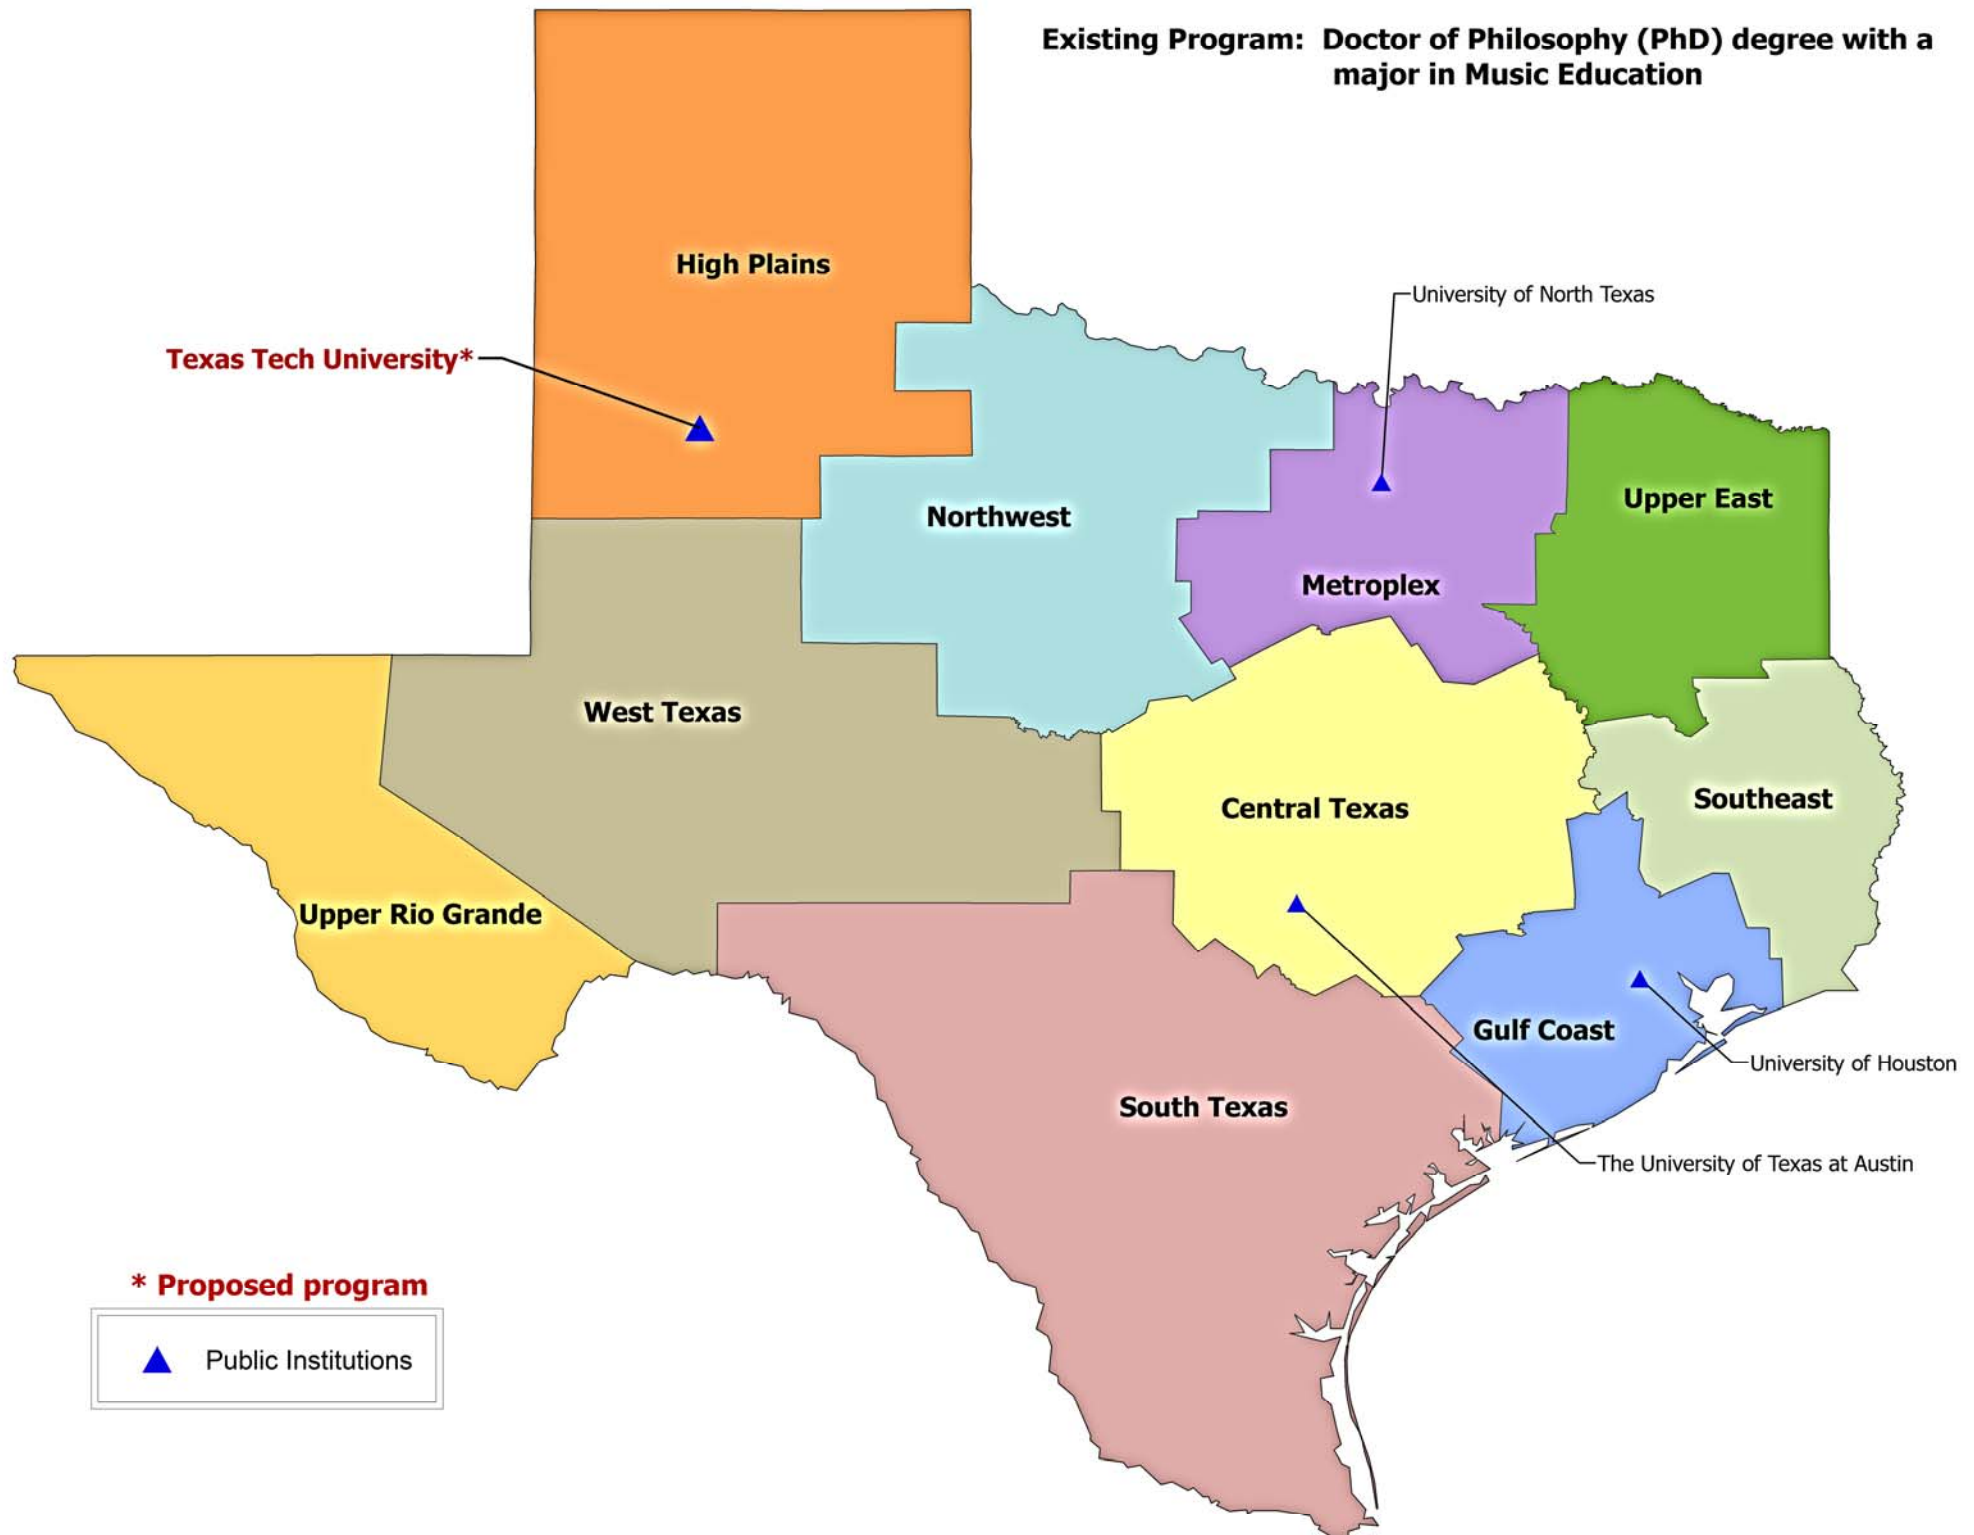 Existing Program:  Doctor of Philosophy (PhD) degree with a
major in Music Education
High Plains
University of North Texas
Texas Tech University*
Upper East
Northwest
Metroplex
West Texas
Southeast
Central Texas
Upper Rio Grande
Gulf Coast
University of Houston
South Texas
The University of Texas at Austin
* Proposed program
Public Institutions